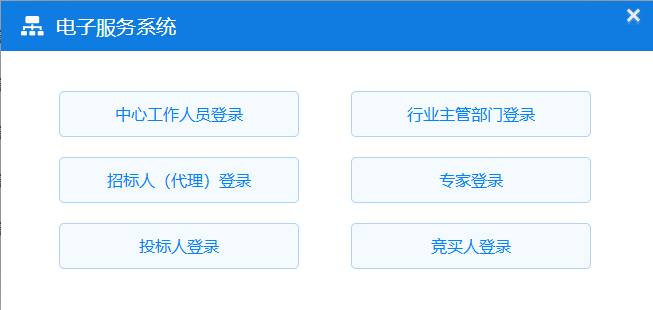 电子服务系统
中心工作人员登录
行业主管部门登录
招标人（代理）登录
专家登录
投标人登录
竞买人登录